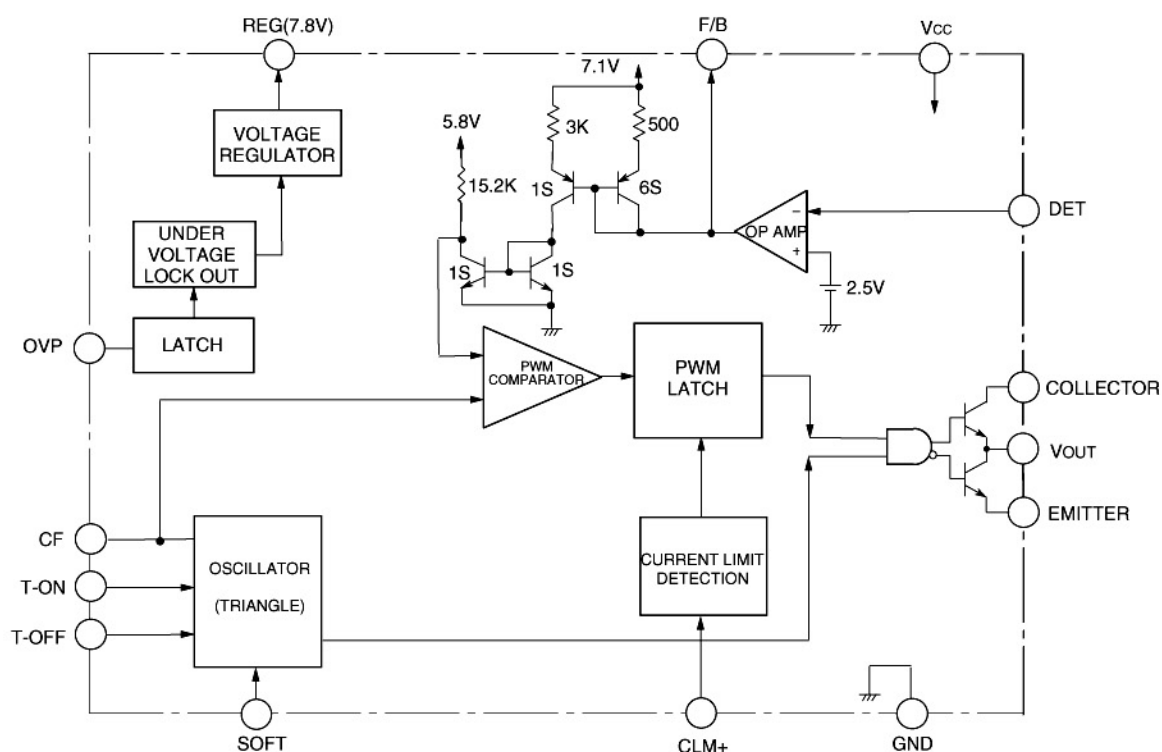 REG(7.8V)
F/B
VCC
7.1V
5.8V
3K
500
VOLTAGE
REGULATOR
15.2K
1S
6S
DET
OP AMP
−
+
UNDER
VOLTAGE
LOCK OUT
1S
1S
2.5V
OVP
LATCH
PWM
COMPARATOR
PWM
LATCH
COLLECTOR
VOUT
EMITTER
CF
T-ON
T-OFF
OSCILLATOR
(TRIANGLE)
CURRENT LIMIT
DETECTION
SOFT
CLM+
GND